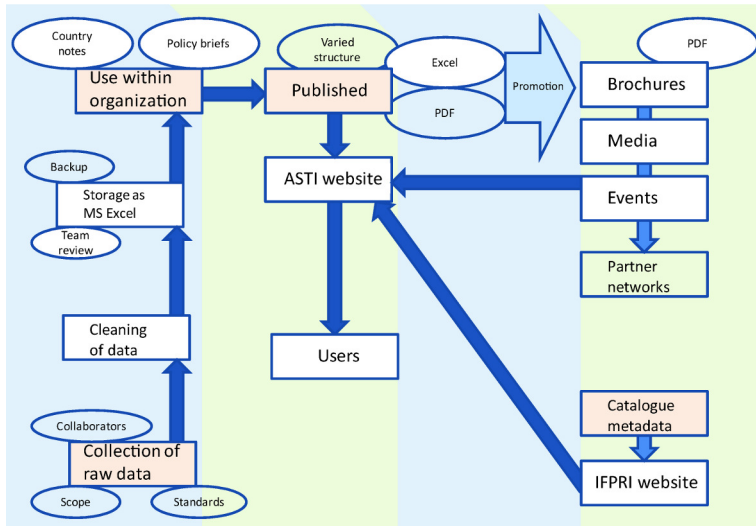 Country
notes
Policy briefs
Use within
organization
Varied
structure
Published
Excel
PDF
Promotion
PDF
Brochures
Media
Events
Partner
networks
Backup
Storage as
MS Excel
Team
review
ASTI website
Cleaning
of data
Users
Collaborators
Collection of
raw data
Scope
Standards
Catalogue
metadata
IFPRI website